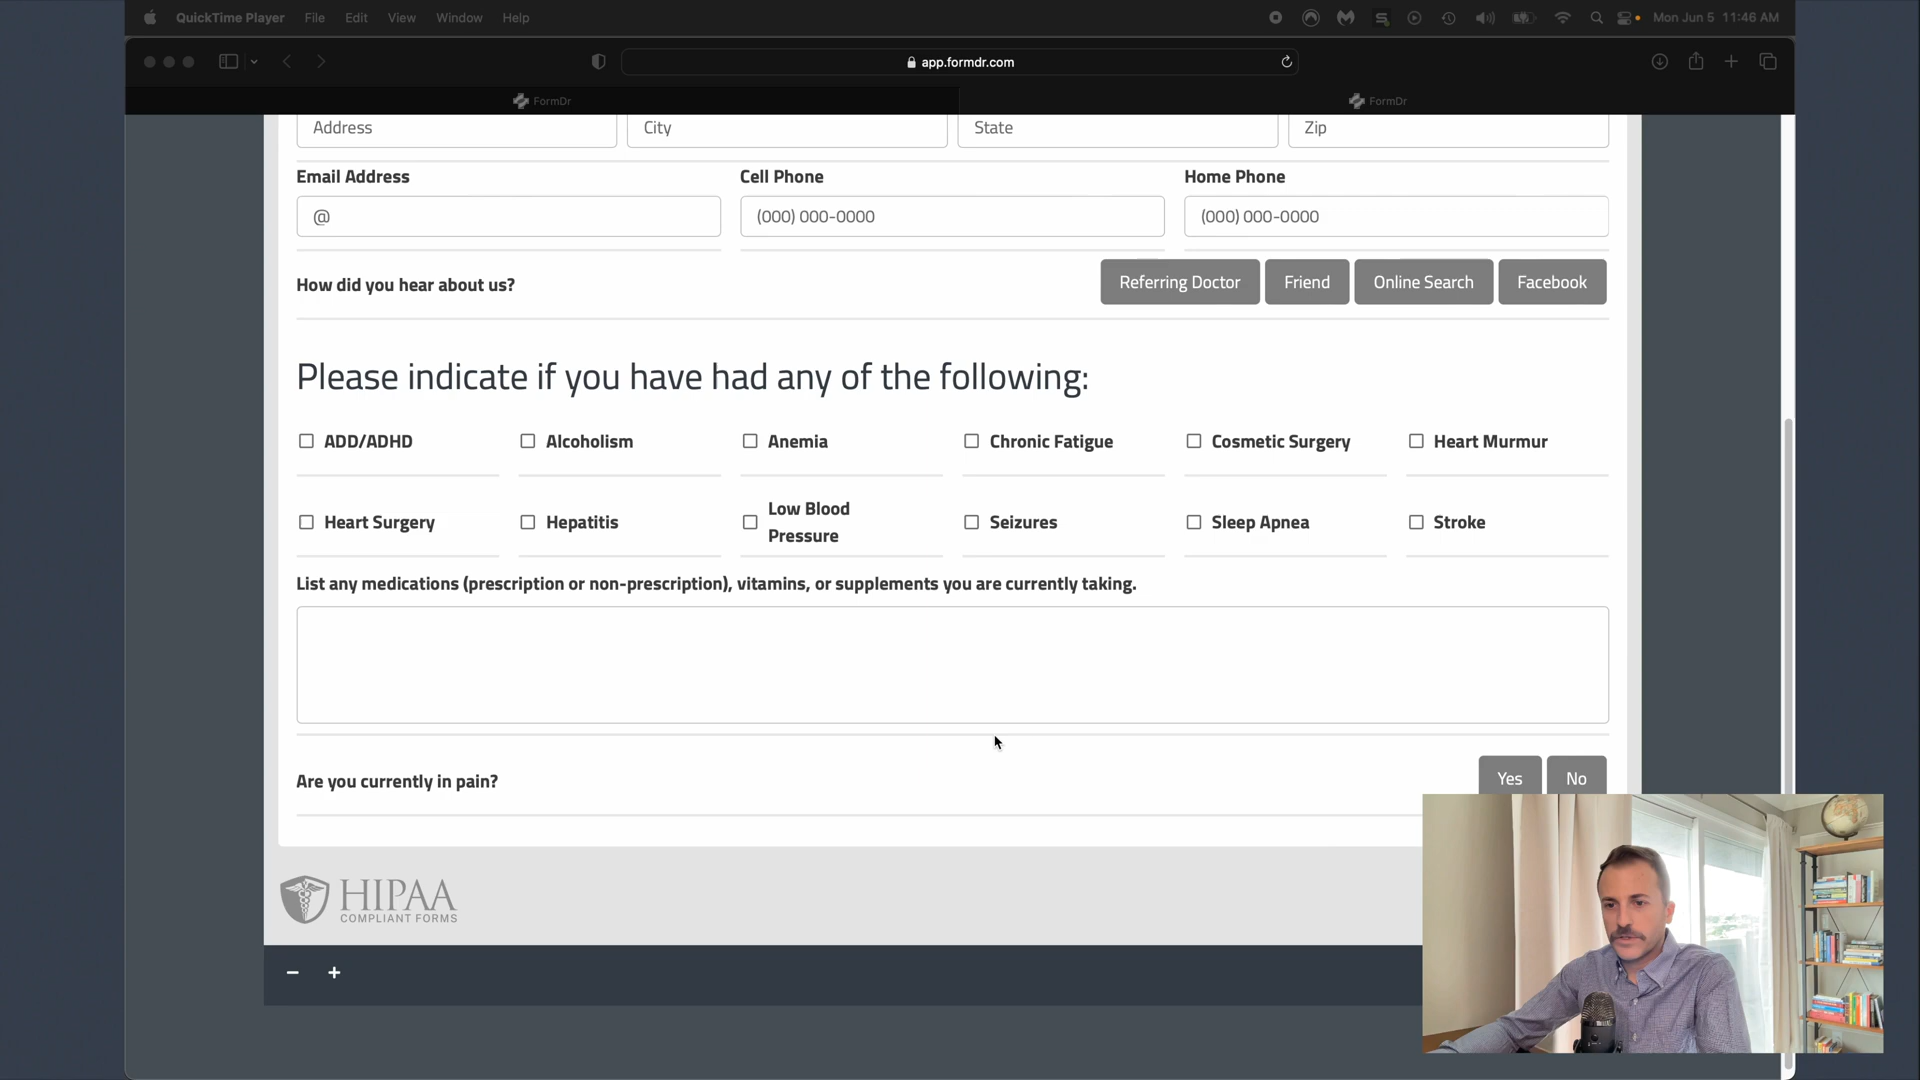 QuickTime Player File Edit View Window Help Mon Jun 5 11:46 AM
app.formdr.com
FormDr FormDr
Address City State Zip
Email Address Cell Phone Home Phone
@ (000) 000-0000 (000) 000-0000
How did you hear about us? Referring Doctor Friend Online Search Facebook
Please indicate if you have had any of the following:
ADD/ADHD Alcoholism Anemia Chronic Fatigue Cosmetic Surgery Heart Murmur
Heart Surgery Hepatitis Low Blood Pressure Seizures Sleep Apnea Stroke
List any medications (prescription or non-prescription), vitamins, or supplements you are currently taking.
Are you currently in pain? Yes No
HIPAA
COMPLIANT FORMS